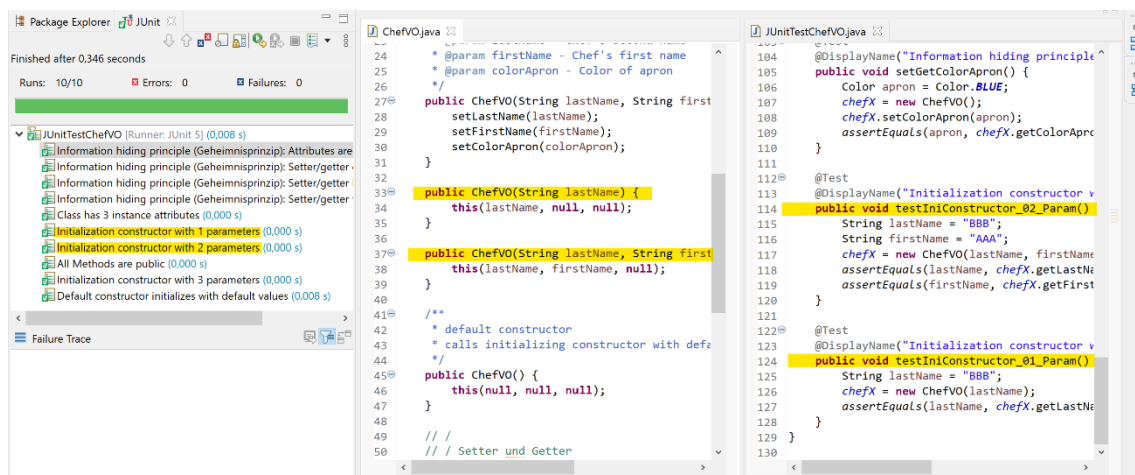 Package Explorer
JUnit
Finished after 0,346 seconds
Runs: 10/10
Errors: 0
Failures: 0
JUnitTestChefVO [Runner: JUnit 5] (0,008 s)
Information hiding principle (Geheimnisprinzip): Attributes are
Information hiding principle (Geheimnisprinzip): Setter/getter
Information hiding principle (Geheimnisprinzip): Setter/getter
Information hiding principle (Geheimnisprinzip): Setter/getter
Class has 3 instance attributes (0,000 s)
Initialization constructor with 1 parameters (0,000 s)
Initialization constructor with 2 parameters (0,000 s)
All Methods are public (0,000 s)
Initialization constructor with 3 parameters (0,000 s)
Default constructor initializes with default values (0,008 s)
Failure Trace
ChefVO.java
24 * @param firstName - Chef's first name
25 * @param colorApron - Color of apron
26 */
27 public ChefVO(String lastName, String first
28 setLastName(lastName);
29 setFirstName(firstName);
30 setColorApron(colorApron);
31 }
32
33 public ChefVO(String lastName) {
34 this(lastName, null, null);
35 }
36
37 public ChefVO(String lastName, String first
38 this(lastName, firstName, null);
39 }
40
41 /**
42 * default constructor
43 * calls initializing constructor with defa
44 */
45 public ChefVO() {
46 this(null, null, null);
47 }
48
49 // /
50 // / Setter und Getter
JUnitTestChefVO.java
104 @DisplayName("Information hiding principle
105 public void setGetColorApron() {
106 Color apron = Color.BLUE;
107 chefX = new ChefVO();
108 chefX.setColorApron(apron);
109 assertEquals(apron, chefX.getColorApro
110 }
111
112 @Test
113 @DisplayName("Initialization constructor w
114 public void testIniConstructor_02_Param()
115 String lastName = "BBB";
116 String firstName = "AAA";
117 chefX = new ChefVO(lastName, firstName
118 assertEquals(lastName, chefX.getLastNa
119 assertEquals(firstName, chefX.getFirst
120 }
121
122 @Test
123 @DisplayName("Initialization constructor w
124 public void testIniConstructor_01_Param()
125 String lastName = "BBB";
126 chefX = new ChefVO(lastName);
127 assertEquals(lastName, chefX.getLastNa
128 }
129 }
130